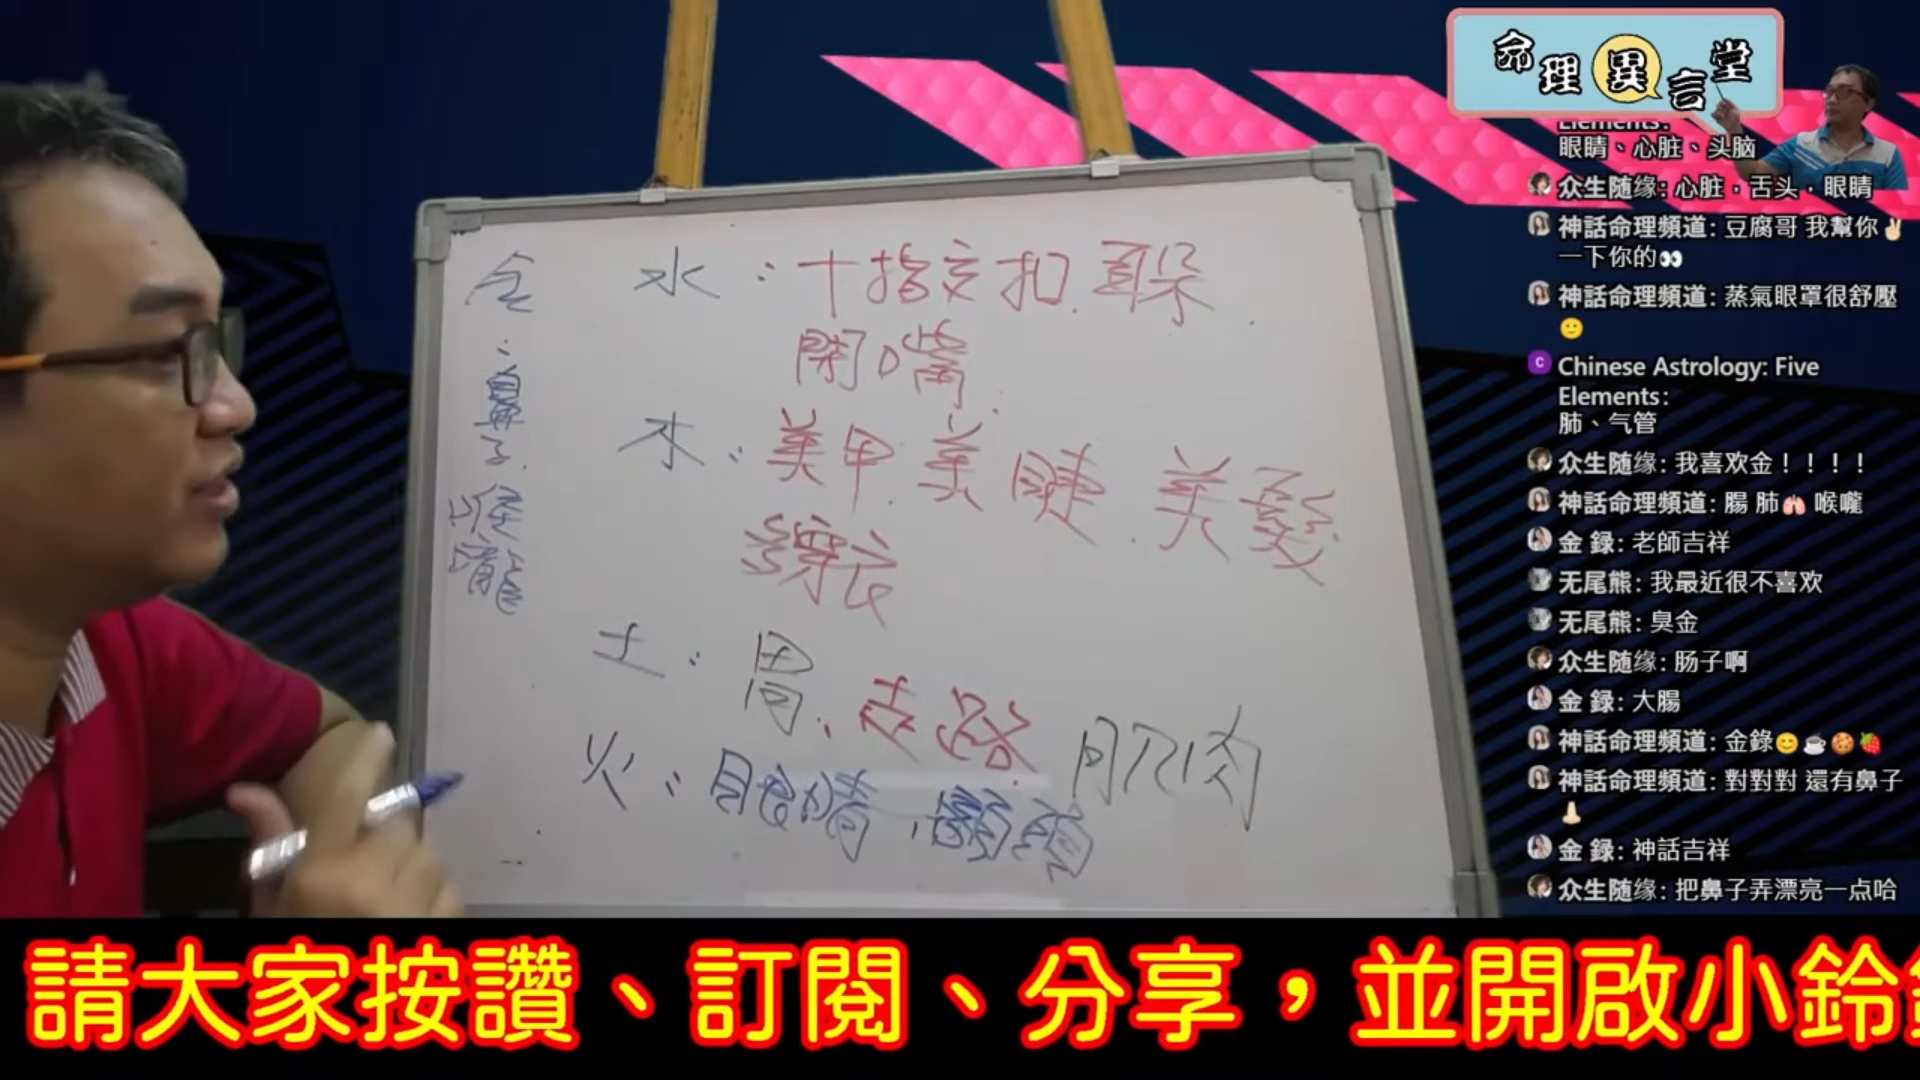 命理異言堂
水：十指交扣.耳朵.
閉嘴.
木：美甲.美睫.美髮
穿衣
土：胃、走路.肌肉
火：眼睛，額頭
金：鼻子.喉嚨
Elements:
眼睛、心脏、头脑
众生随缘: 心脏，舌头，眼睛
神話命理頻道: 豆腐哥 我幫你✌🏻
一下你的👀
神話命理頻道: 蒸氣眼罩很舒壓
🙂
C Chinese Astrology: Five
Elements:
肺、气管
众生随缘: 我喜欢金！！！！
神話命理頻道: 腸 肺🫁 喉嚨
金 録: 老師吉祥
无尾熊: 我最近很不喜欢
无尾熊: 臭金
众生随缘: 肠子啊
金 録: 大腸
神話命理頻道: 金錄😊☕🍪🍓
神話命理頻道: 對對對 還有鼻子
👃🏻
金 録: 神話吉祥
众生随缘: 把鼻子弄漂亮一点哈
請大家按讚、訂閱、分享，並開啟小鈴